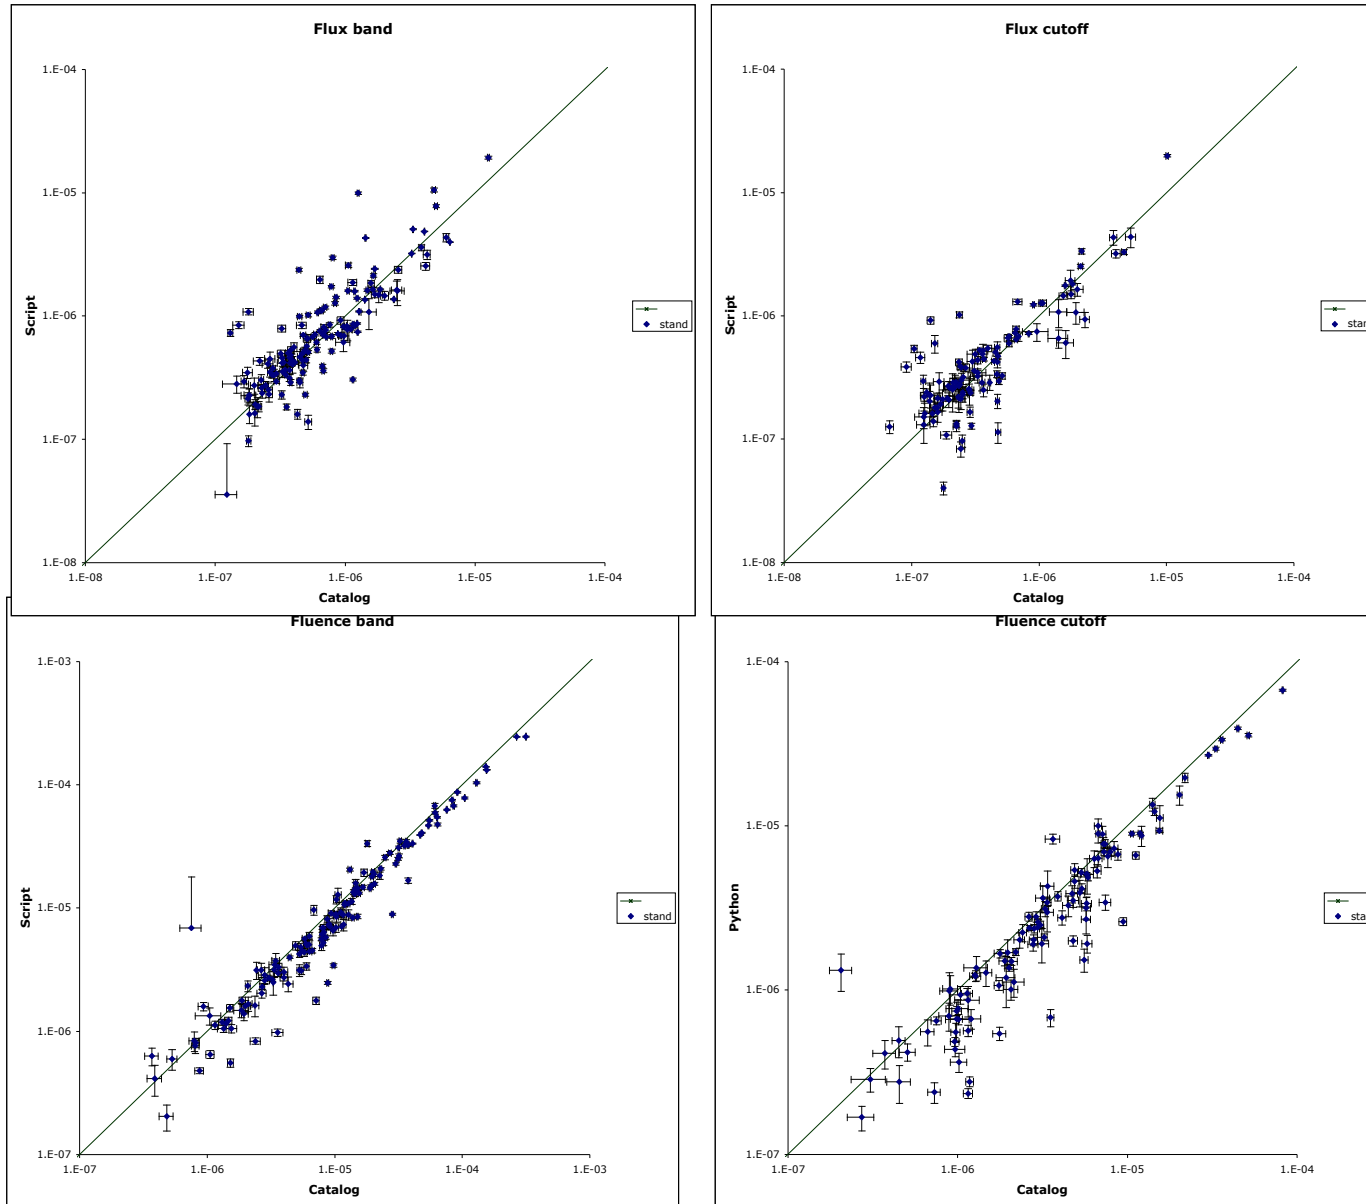 Flux band
1.E-04
1.E-05
1.E-06
1.E-07
1.E-08
1.E-08 1.E-07 1.E-06 1.E-05 1.E-04
Script
Catalog
stand
Flux cutoff
1.E-04
1.E-05
1.E-06
1.E-07
1.E-08
1.E-08 1.E-07 1.E-06 1.E-05 1.E-04
Script
Catalog
stan
Fluence band
1.E-03
1.E-04
1.E-05
1.E-06
1.E-07
1.E-07 1.E-06 1.E-05 1.E-04 1.E-03
Script
Catalog
stand
Fluence cutoff
1.E-04
1.E-05
1.E-06
1.E-07
1.E-07 1.E-06 1.E-05 1.E-04
Python
Catalog
stan